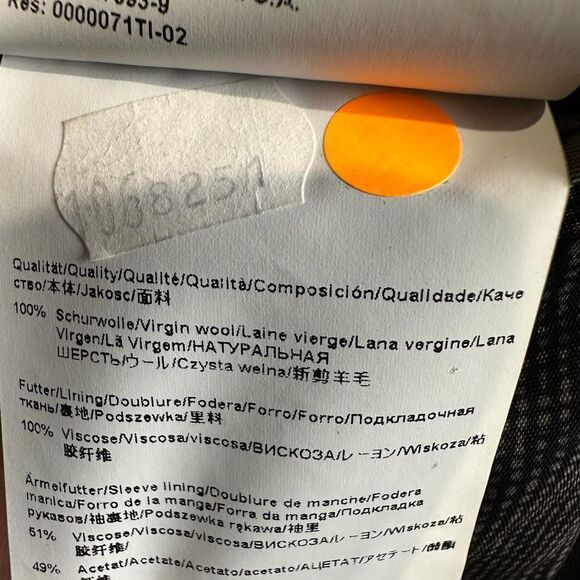 Res: 0000071TI-02
1068251
Qualität/Quality/Qualité/Qualità/Composición/Qualidade/Каче
ство/本体/Jakosc/面料
100% Schurwolle/Virgin wool/Laine vierge/Lana vergine/Lana
Virgen/Lã Virgem/НАТУРАЛЬНАЯ
ШЕРСТЬ/ウール/Czysta welna/新剪羊毛
Futter/Lining/Doublure/Fodera/Forro/Forro/Подкладочная
ткань/裏地/Podszewka/里料
100% Viscose/Viscosa/viscosa/ВИСКОЗА/レーヨン/Wiskoza/粘
胶纤维
Ärmelfutter/Sleeve lining/Doublure de manche/Fodera
manica/Forro de la manga/Forra da manga/Подкладка
рукавов/袖裏地/Podszewka rękawa/袖里
51% Viscose/Viscosa/viscosa/ВИСКОЗА/レーヨン/Wiskoza/粘
胶纤维/
49% Acetat/Acetate/Acetato/acetato/АЦЕТАТ/アセテート/醋酯